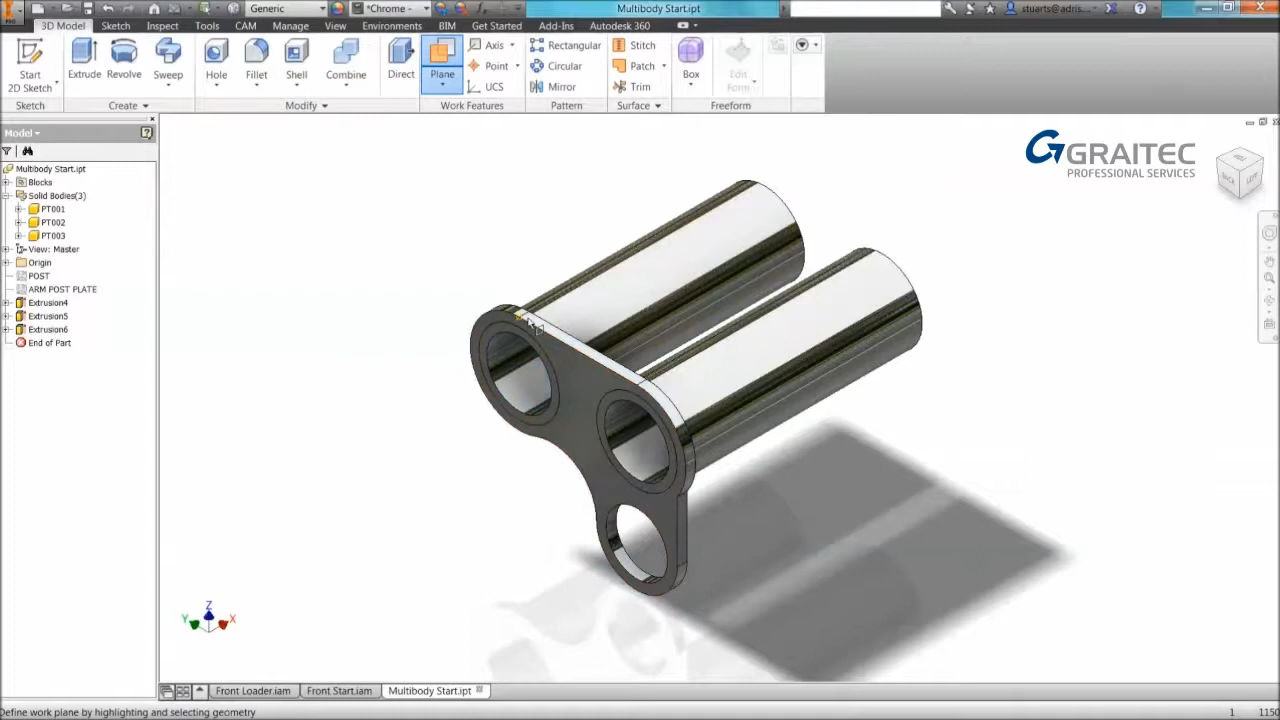 PRO
Generic
*Chrome -
Multibody Start.ipt
stuarts@adris...
3D Model Sketch Inspect Tools CAM Manage View Environments BIM Get Started Add-Ins Autodesk 360
Axis Rectangular Stitch
Point Circular Patch
UCS Mirror Trim
Start
2D Sketch
Extrude Revolve Sweep Hole Fillet Shell Combine Direct Plane Box Edit
Form
Sketch Create Modify Work Features Pattern Surface Freeform
Model
Multibody Start.ipt
Blocks
Solid Bodies(3)
PT001
PT002
PT003
View: Master
Origin
POST
ARM POST PLATE
Extrusion4
Extrusion5
Extrusion6
End of Part
GRAITEC
PROFESSIONAL SERVICES
BACK LEFT
Z
Y X
Front Loader.iam Front Start.iam Multibody Start.ipt
Define work plane by highlighting and selecting geometry 1 1150